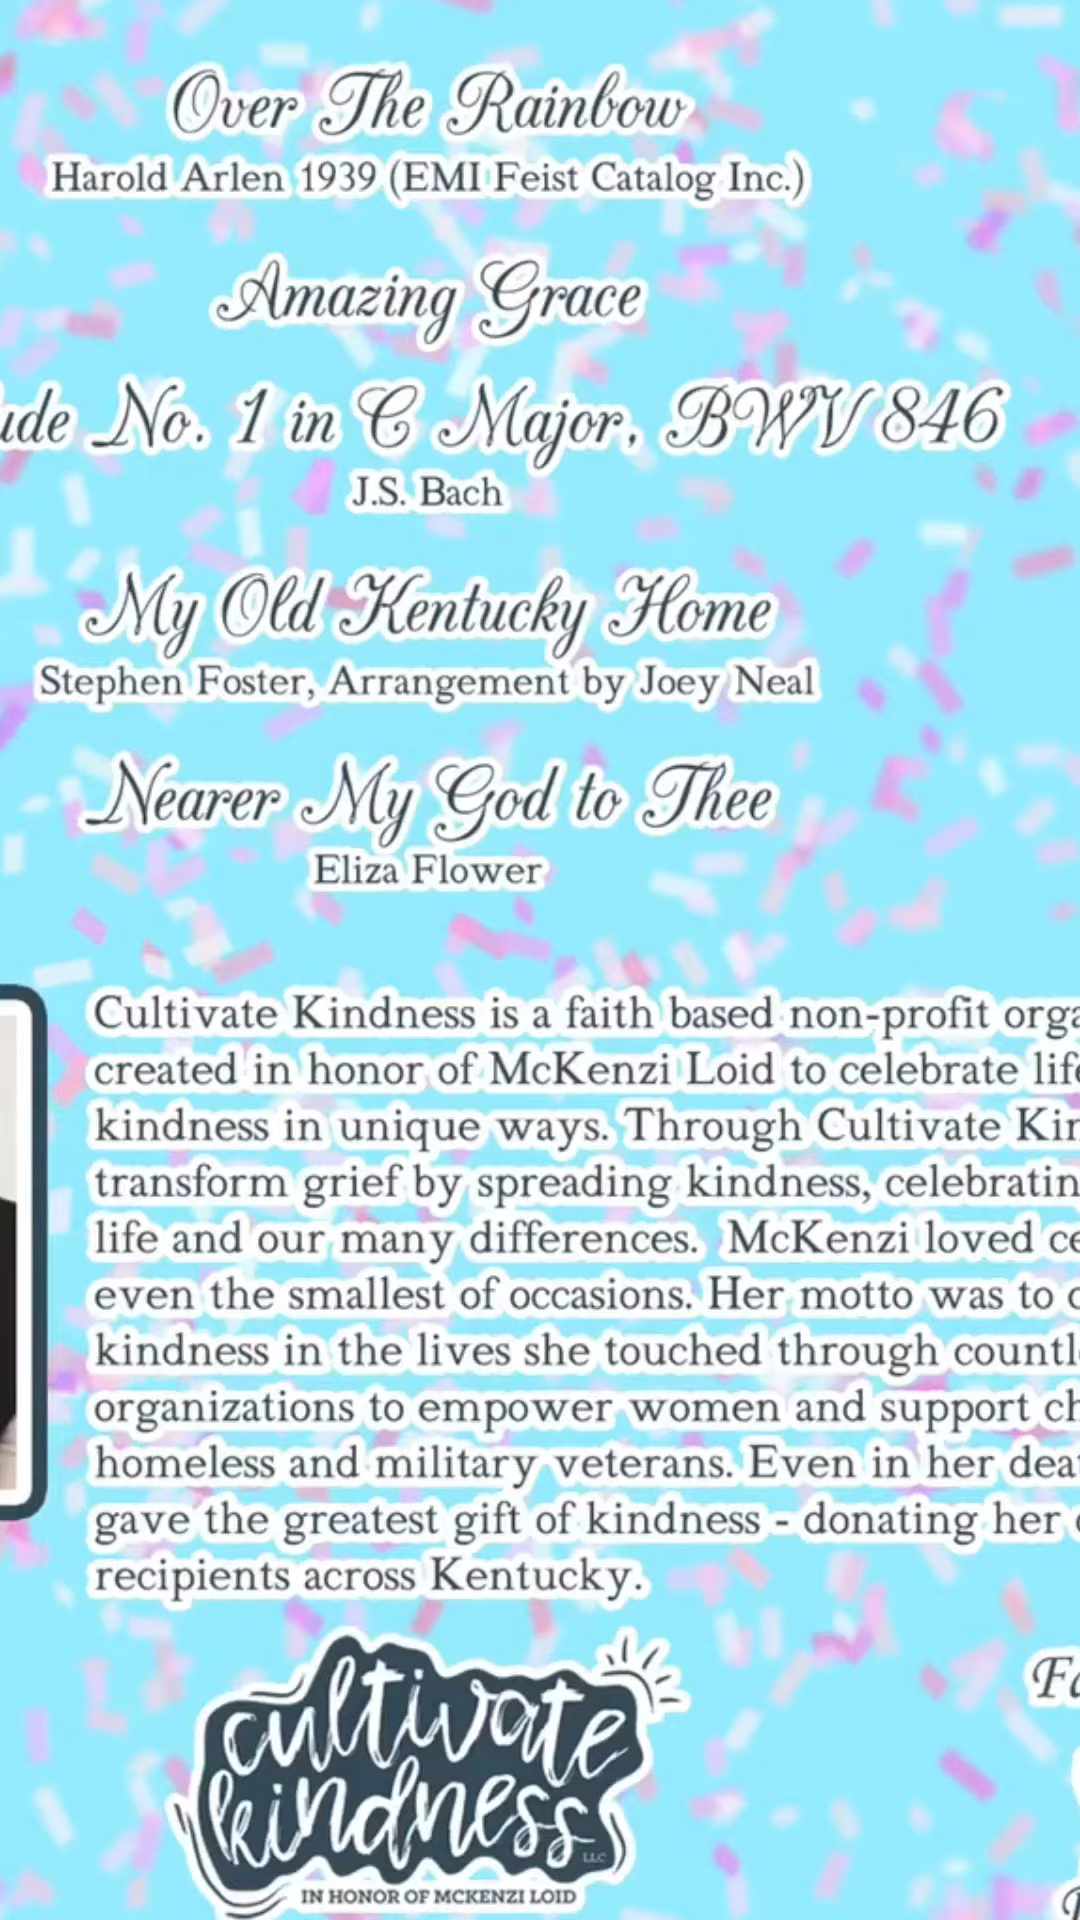 Over The Rainbow
Harold Arlen 1939 (EMI Feist Catalog Inc.)
Amazing Grace
ude No. 1 in C Major, BWV 846
J.S. Bach
My Old Kentucky Home
Stephen Foster, Arrangement by Joey Neal
Nearer My God to Thee
Eliza Flower
Cultivate Kindness is a faith based non-profit orga
created in honor of McKenzi Loid to celebrate life
kindness in unique ways. Through Cultivate Kin
transform grief by spreading kindness, celebratin
life and our many differences. McKenzi loved ce
even the smallest of occasions. Her motto was to c
kindness in the lives she touched through countl
organizations to empower women and support ch
homeless and military veterans. Even in her deat
gave the greatest gift of kindness - donating her
recipients across Kentucky.
Fa
cultivate
kindness
LLC
IN HONOR OF MCKENZI LOID